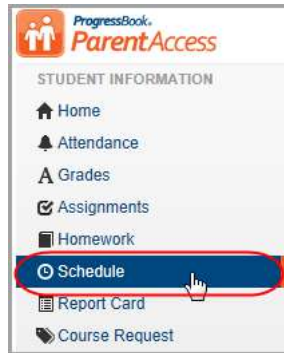 ProgressBook.
ParentAccess
STUDENT INFORMATION
Home
Attendance
Grades
Assignments
Homework
Schedule
Report Card
Course Request